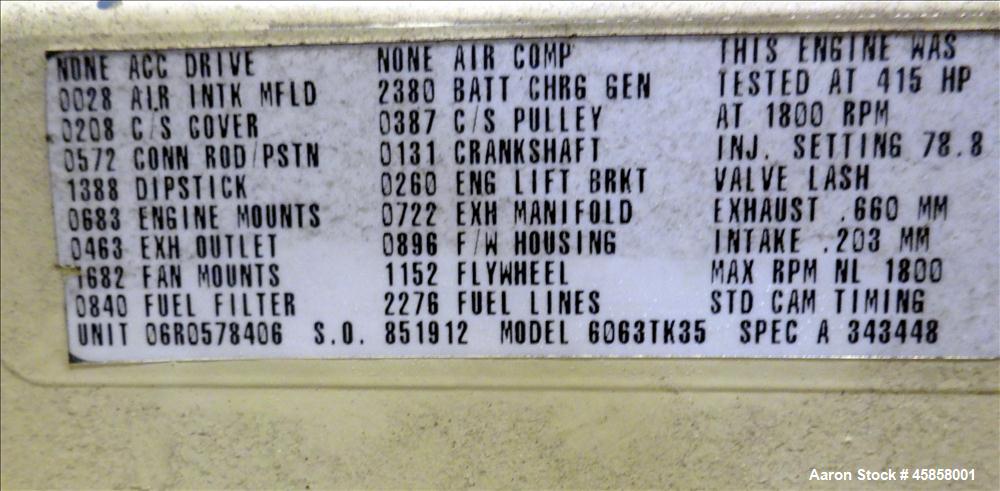 NONE ACC DRIVE NONE AIR COMP THIS ENGINE WAS
0028 AIR INTK MFLD 2380 BATT CHRG GEN TESTED AT 415 HP
0208 C/S COVER 0387 C/S PULLEY AT 1800 RPM
0572 CONN ROD/PSTN 0131 CRANKSHAFT INJ. SETTING 78.8
1388 DIPSTICK 0260 ENG LIFT BRKT VALVE LASH
0683 ENGINE MOUNTS 0722 EXH MANIFOLD EXHAUST .660 MM
0463 EXH OUTLET 0896 F/W HOUSING INTAKE .203 MM
1682 FAN MOUNTS 1152 FLYWHEEL MAX RPM NL 1800
0840 FUEL FILTER 2276 FUEL LINES STD CAM TIMING
UNIT 06R0578406 S.O. 851912 MODEL 6063TK35 SPEC A 343448
Aaron Stock # 45858001